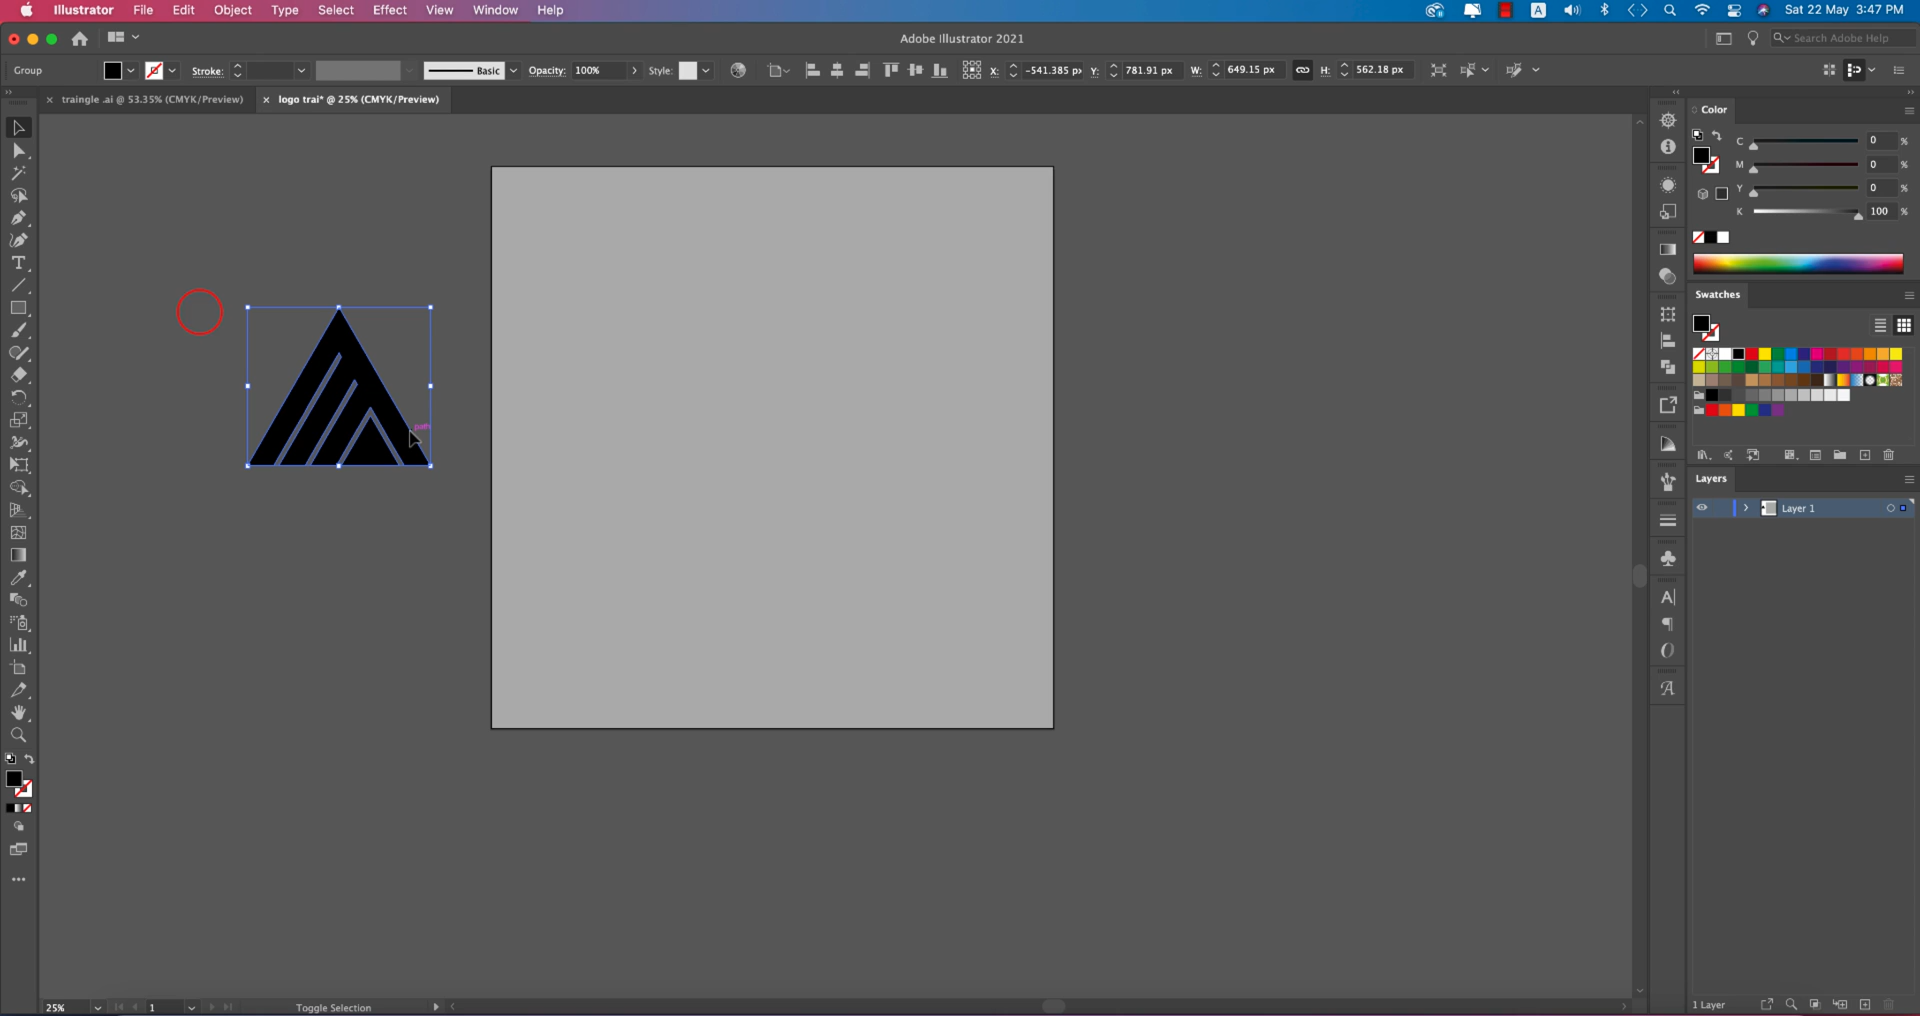 Illustrator File Edit Object Type Select Effect View Window Help
A
Sat 22 May 3:47 PM
Adobe Illustrator 2021
Search Adobe Help
Group
Stroke:
Basic
Opacity: 100%
Style:
X: -541.385 px
Y: 781.91 px
W: 649.15 px
H: 562.18 px
traingle .ai @ 53.35% (CMYK/Preview)
logo trai* @ 25% (CMYK/Preview)
Color
C 0 %
M 0 %
Y 0 %
K 100 %
Swatches
path
Layers
Layer 1
25%
1
Toggle Selection
1 Layer